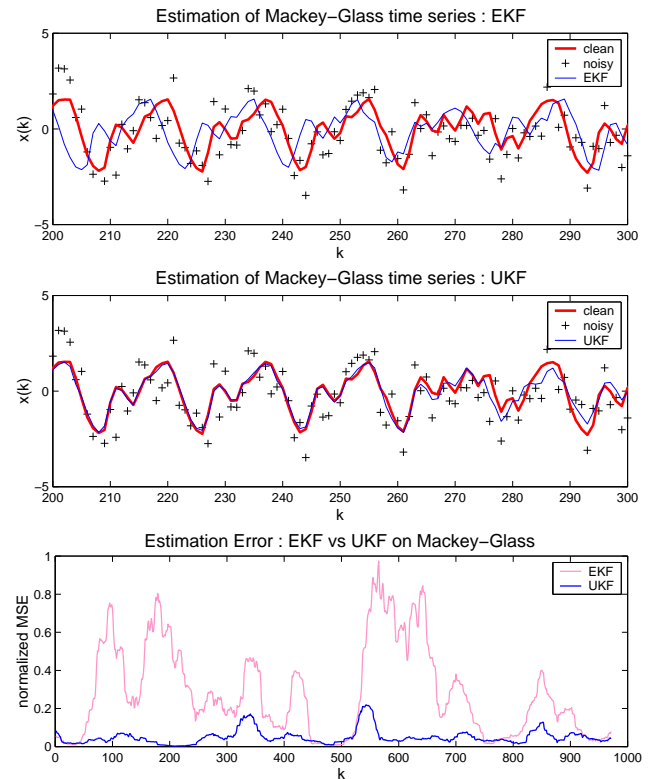 Estimation of Mackey−Glass time series : EKF
5
0
−5
x(k)
clean
noisy
EKF
200 210 220 230 240 250 260 270 280 290 300
k
Estimation of Mackey−Glass time series : UKF
5
0
−5
x(k)
clean
noisy
UKF
200 210 220 230 240 250 260 270 280 290 300
k
Estimation Error : EKF vs UKF on Mackey−Glass
1
0.8
0.6
0.4
0.2
0
normalized MSE
EKF
UKF
0 100 200 300 400 500 600 700 800 900 1000
k